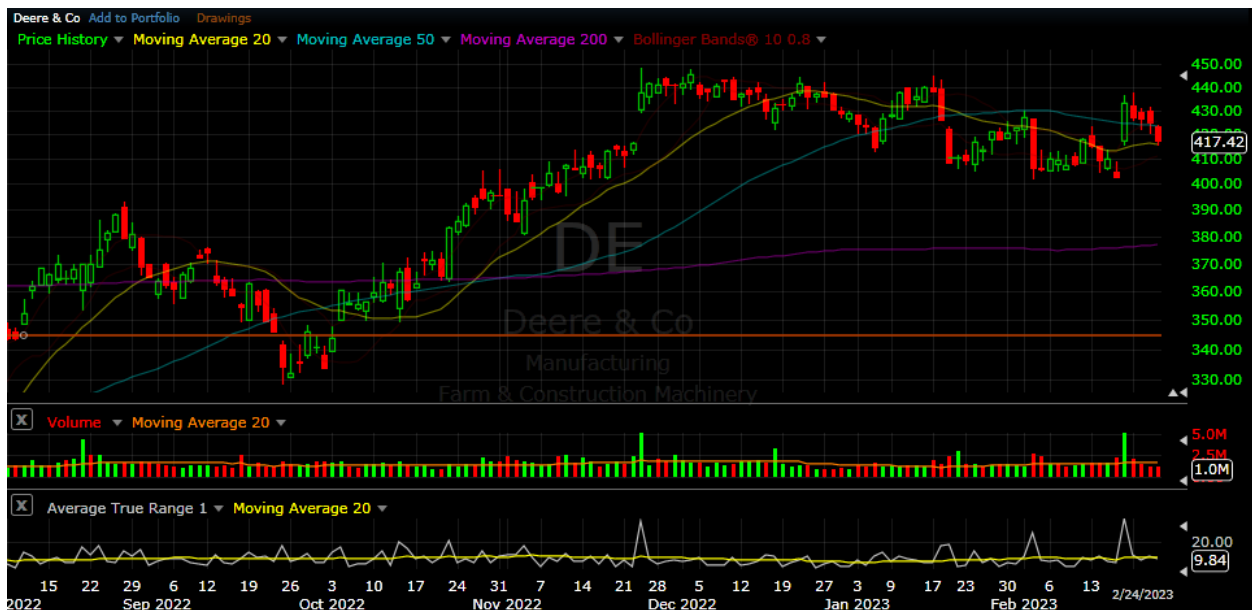 Deere & Co Add to Portfolio Drawings
Price History Moving Average 20 Moving Average 50 Moving Average 200 Bollinger Bands® 10 0.8
450.00
440.00
430.00
420.00
417.42
410.00
400.00
390.00
380.00
370.00
360.00
350.00
340.00
330.00
DE
Deere & Co
Manufacturing
Farm & Construction Machinery
X Volume Moving Average 20
5.0M
2.5M
1.0M
X Average True Range 1 Moving Average 20
20.00
9.84
15 22 29 6 12 19 26 3 10 17 24 31 7 14 21 28 5 12 19 27 3 9 17 23 30 6 13 2/24/2023
2022 Sep 2022 Oct 2022 Nov 2022 Dec 2022 Jan 2023 Feb 2023